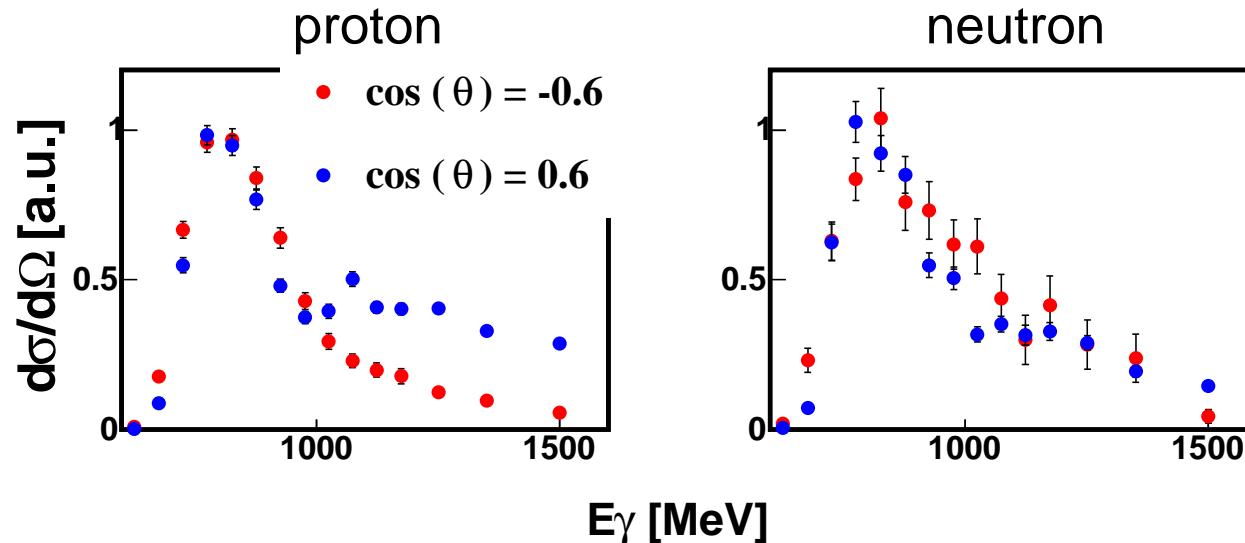 proton
neutron
cos (θ) = -0.6
cos (θ) = 0.6
dσ/dΩ [a.u.]
1
0.5
0
1000
1500
1
0.5
0
1000
1500
Eγ [MeV]